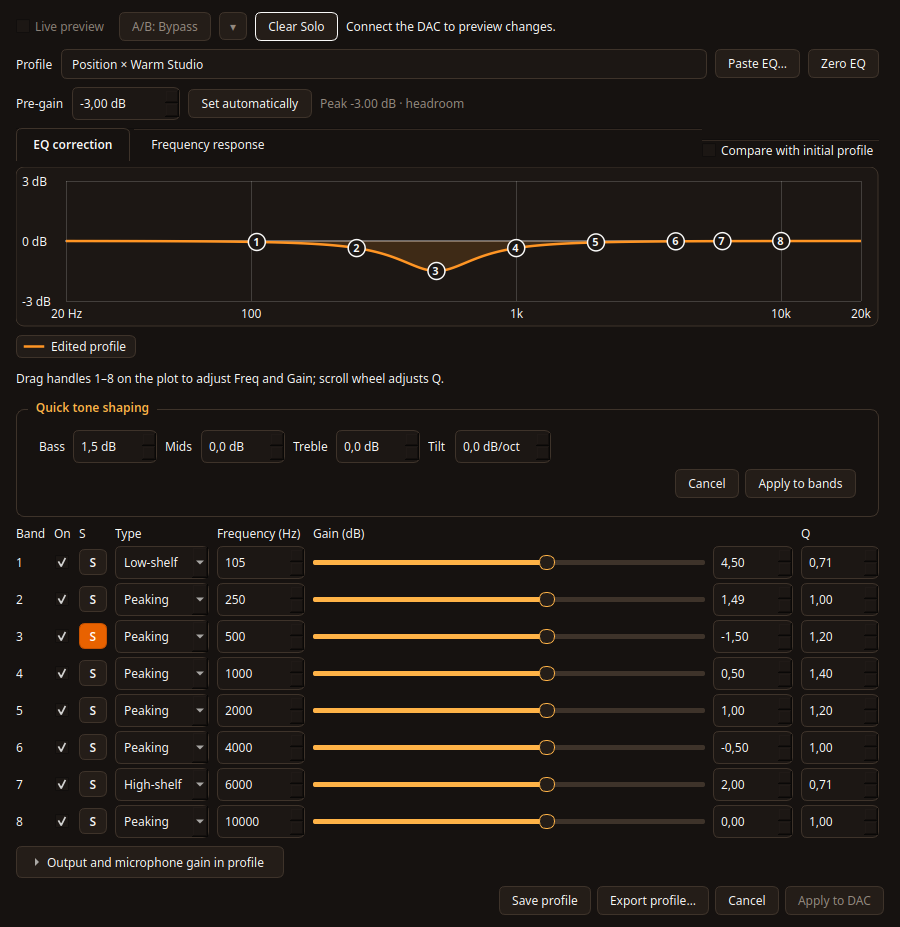 Live preview A/B: Bypass ▾ Clear Solo Connect the DAC to preview changes.
Profile Position × Warm Studio Paste EQ... Zero EQ
Pre-gain -3,00 dB Set automatically Peak -3.00 dB · headroom
EQ correction Frequency response Compare with initial profile
3 dB
0 dB
1 2 3 4 5 6 7 8
-3 dB
20 Hz 100 1k 10k 20k
Edited profile
Drag handles 1–8 on the plot to adjust Freq and Gain; scroll wheel adjusts Q.
Quick tone shaping
Bass 1,5 dB Mids 0,0 dB Treble 0,0 dB Tilt 0,0 dB/oct
Cancel Apply to bands
Band On S Type Frequency (Hz) Gain (dB) Q
1 ✓ S Low-shelf 105 4,50 0,71
2 ✓ S Peaking 250 1,49 1,00
3 ✓ S Peaking 500 -1,50 1,20
4 ✓ S Peaking 1000 0,50 1,40
5 ✓ S Peaking 2000 1,00 1,20
6 ✓ S Peaking 4000 -0,50 1,00
7 ✓ S High-shelf 6000 2,00 0,71
8 ✓ S Peaking 10000 0,00 1,00
Output and microphone gain in profile
Save profile Export profile... Cancel Apply to DAC